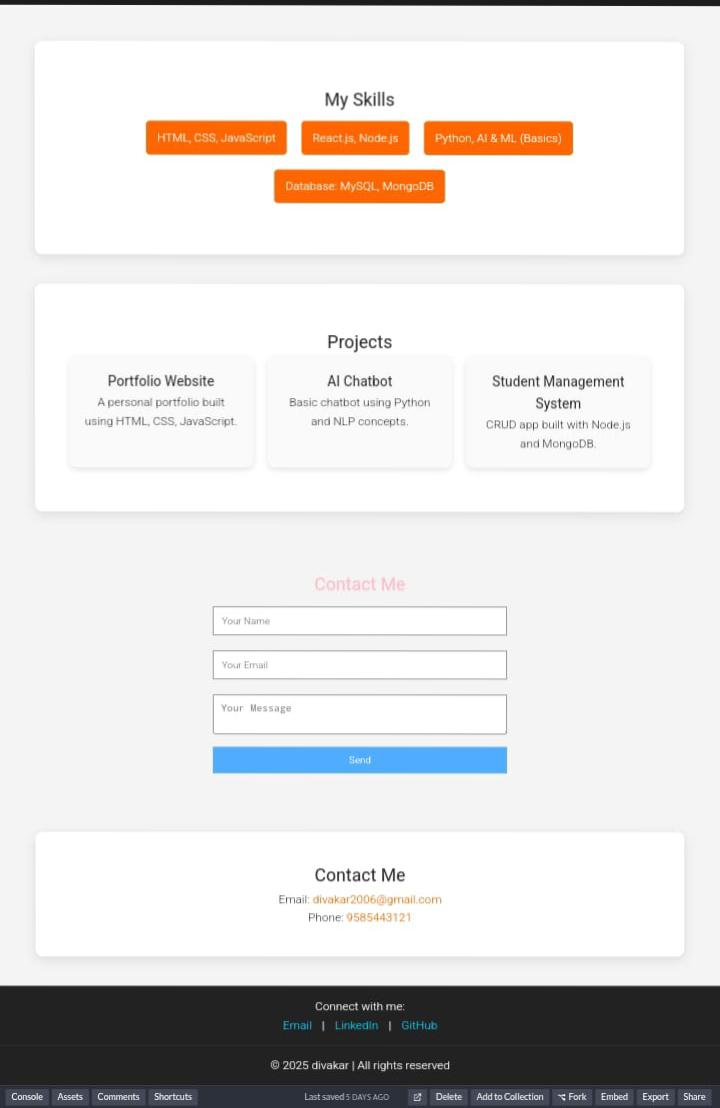 My Skills
HTML, CSS, JavaScript
React.js, Node.js
Python, AI & ML (Basics)
Database: MySQL, MongoDB
Projects
Portfolio Website
A personal portfolio built
using HTML, CSS, JavaScript.
AI Chatbot
Basic chatbot using Python
and NLP concepts.
Student Management
System
CRUD app built with Node.js
and MongoDB.
Contact Me
Your Name
Your Email
Your Message
Send
Contact Me
Email: divakar2006@gmail.com
Phone: 9585443121
Connect with me:
Email | LinkedIn | GitHub
© 2025 divakar | All rights reserved
Console Assets Comments Shortcuts Last saved 5 DAYS AGO Delete Add to Collection Fork Embed Export Share